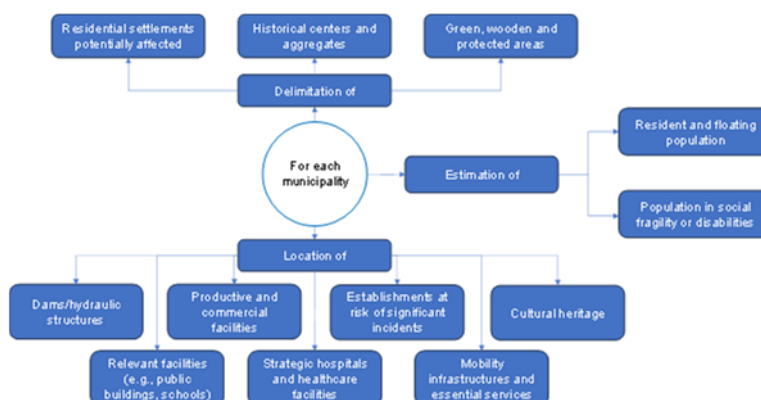 Residential settlements
potentially affected
Historical centers and
aggregates
Green, wooden and
protected areas
Delimitation of
For each
municipality
Estimation of
Resident and floating
population
Population in social
fragility or disabilities
Location of
Dams/hydraulic
structures
Productive and
commercial
facilities
Establishments at
risk of significant
incidents
Cultural heritage
Relevant facilities
(e.g., public
buildings, schools)
Strategic hospitals
and healthcare
facilities
Mobility
infrastructures and
essential services